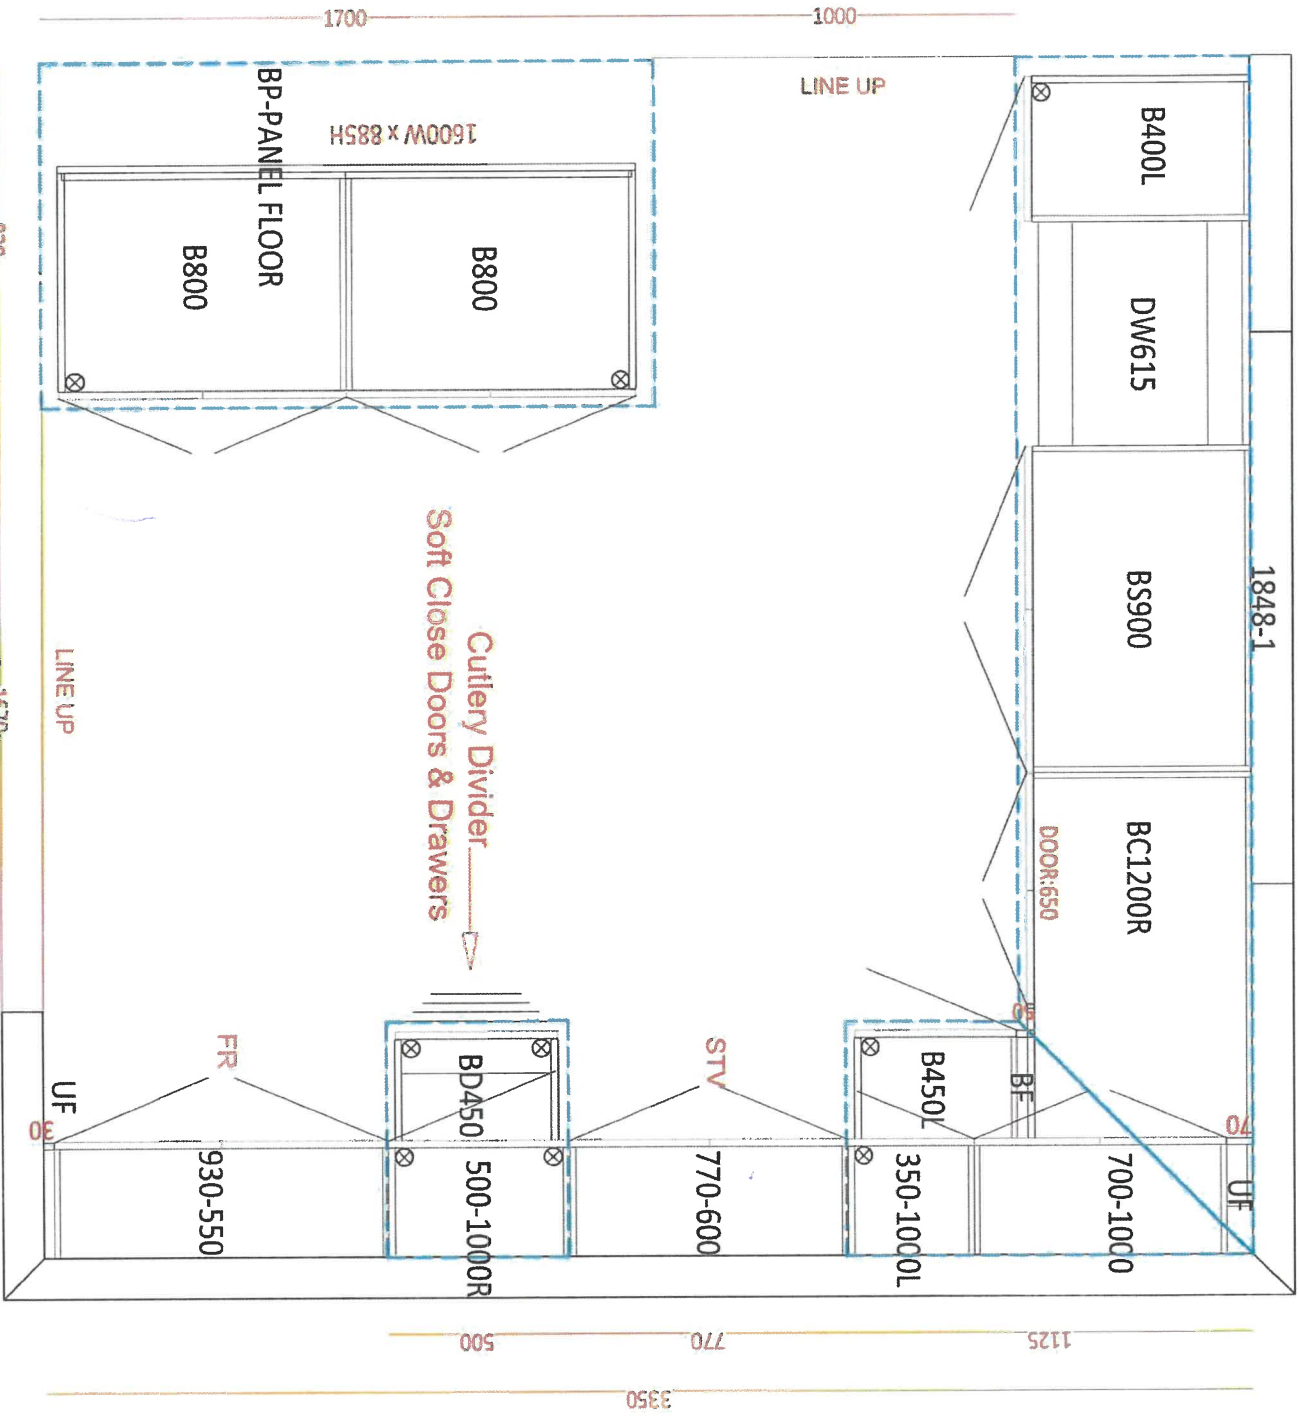 1700
1000
LINE UP
BP-PANEL FLOOR
1600W x 885H
B800
B800
B400L
DW615
BS900
1848-1
BC1200R
DOOR:650
Cutlery Divider
Soft Close Doors & Drawers
LINE UP
50
FR
BD450
STV
B450L
BF
UF
30
70
UF
930-550
500-1000R
770-600
350-1000L
700-1000
500
770
1125
3350